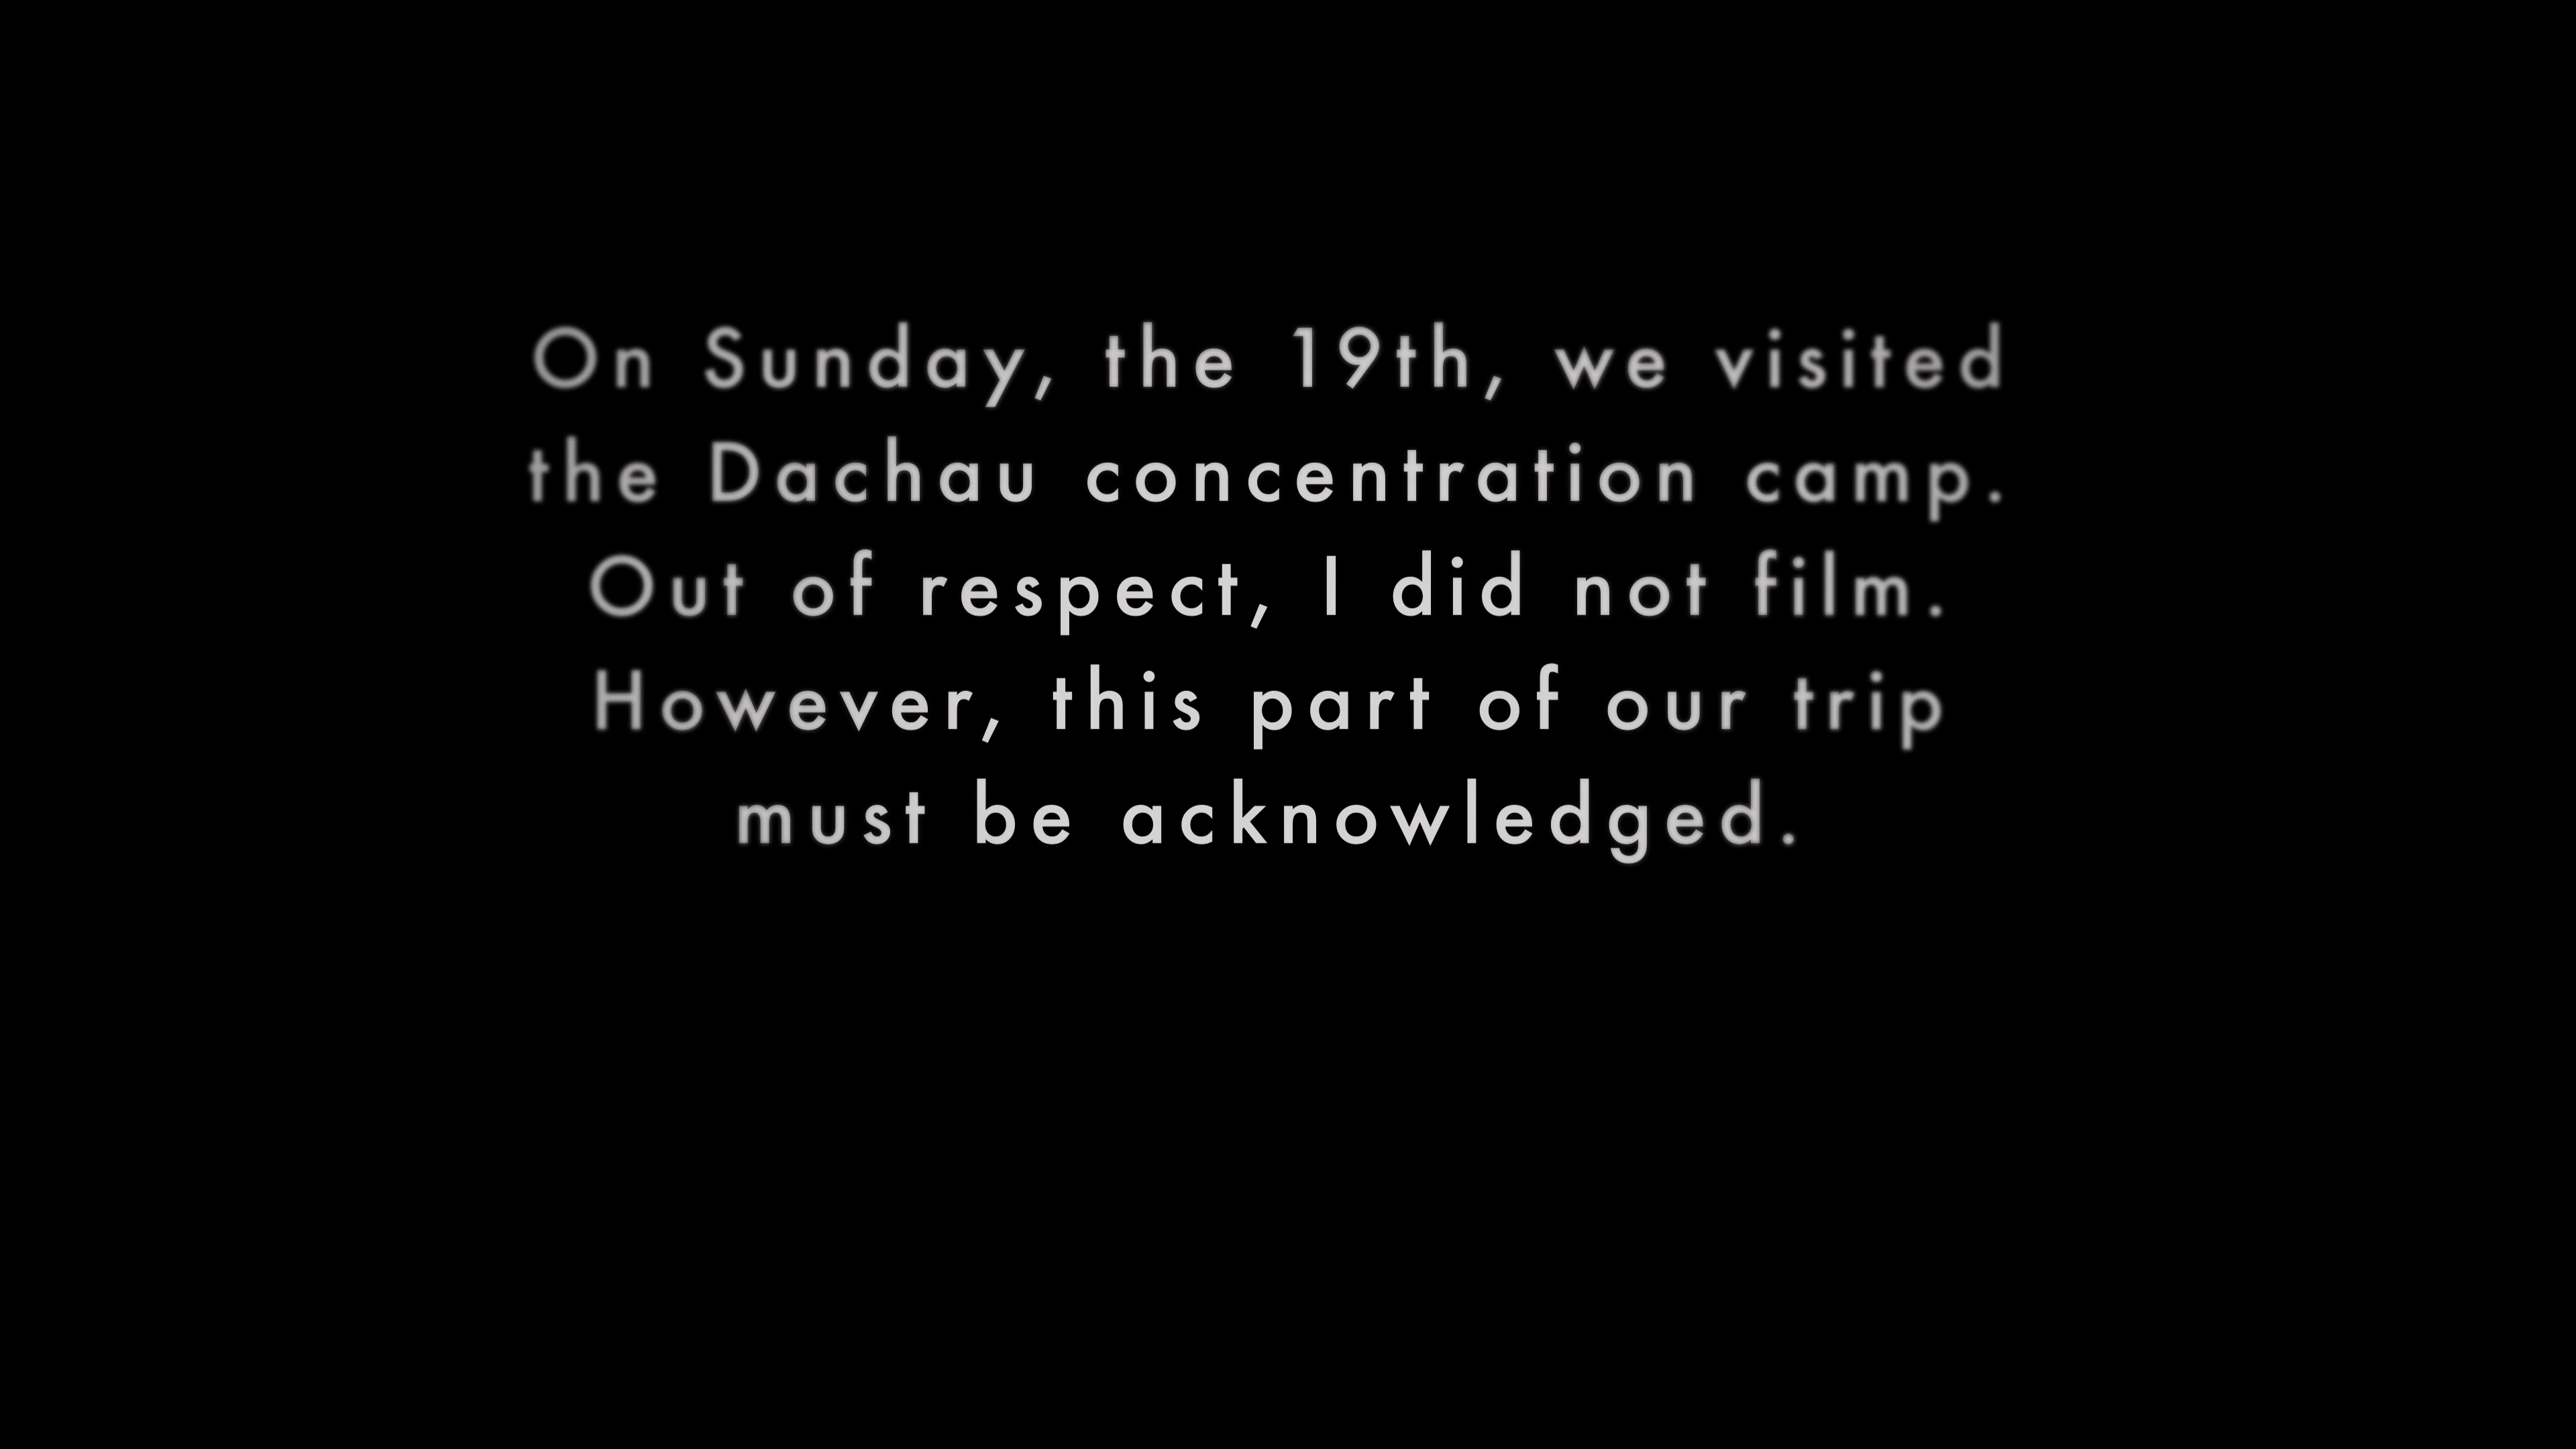 On Sunday, the 19th, we visited
the Dachau concentration camp.
Out of respect, I did not film.
However, this part of our trip
must be acknowledged.